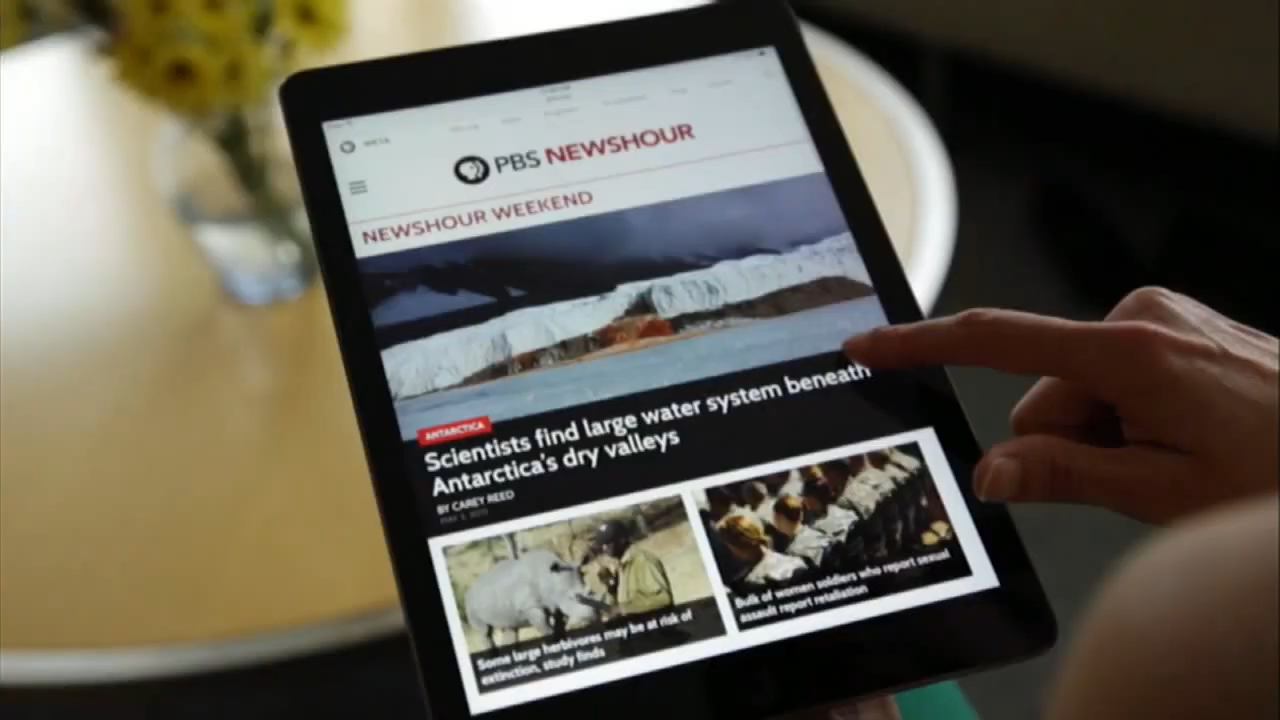 WETA
PBS NEWSHOUR
NEWSHOUR WEEKEND
ANTARCTICA
Scientists find large water system beneath
Antarctica's dry valleys
BY CAREY REED
Some large herbivores may be at risk of
extinction, study finds
Bulk of women soldiers who report sexual
assault report retaliation